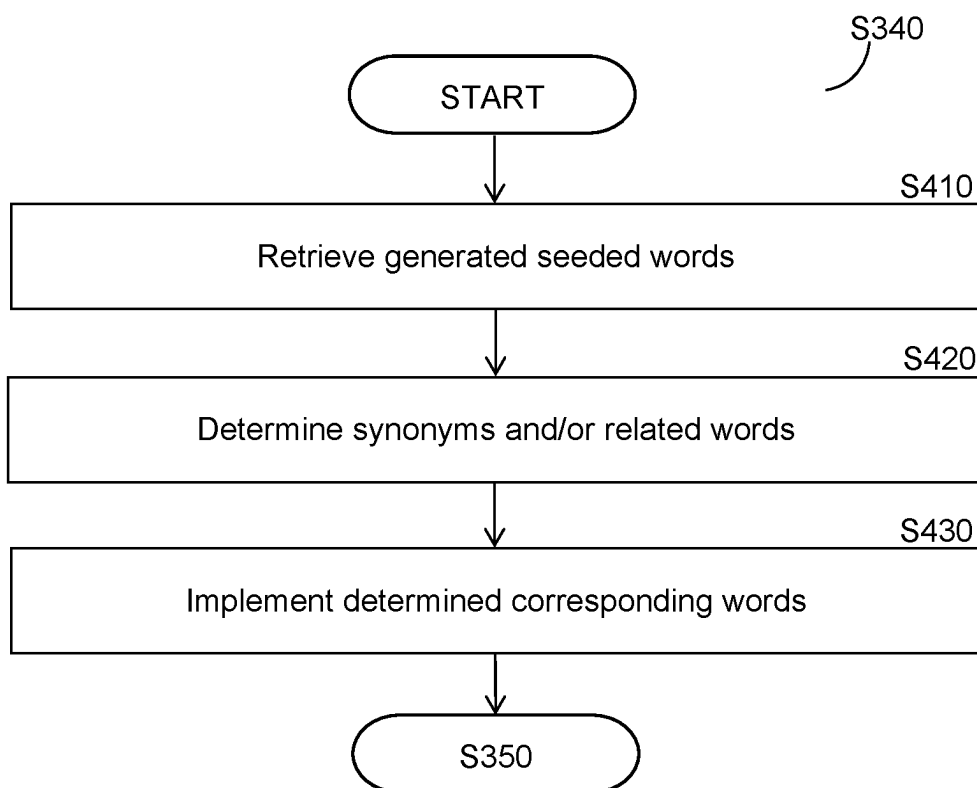 S340
START
S410
Retrieve generated seeded words
S420
Determine synonyms and/or related words
S430
Implement determined corresponding words
S350